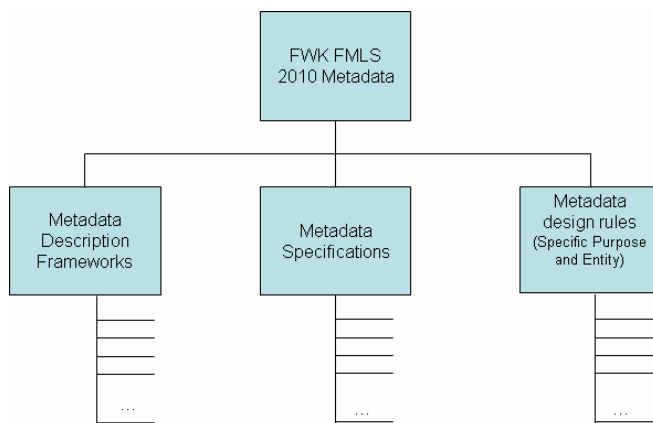 FWK FMLS
2010 Metadata
Metadata
Description
Frameworks
Metadata
Specifications
Metadata
design rules
(Specific Purpose
and Entity)
...
...
...